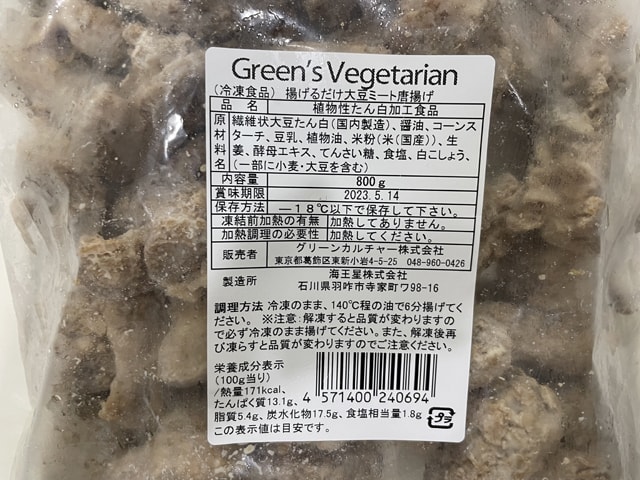 Green's Vegetarian
（冷凍食品） 揚げるだけ大豆ミート唐揚げ
品 名 植物性たん白加工食品
原材料 繊維状大豆たん白（国内製造）、醤油、コーンス
ターチ、豆乳、植物油、米粉（米（国産））、生
姜、酵母エキス、てんさい糖、食塩、白こしょう、
（一部に小麦・大豆を含む）
内容量 800g
賞味期限 2023.5.14
保存方法 －18℃以下で保存して下さい。
凍結前加熱の有無 加熱してありません。
加熱調理の必要性 加熱してください。
販売者 グリーンカルチャー株式会社
東京都葛飾区東新小岩4-5-25 048-960-0426
製造所 海王星株式会社
石川県羽咋市寺家町ワ98-16
調理方法 冷凍のまま、140℃程の油で6分揚げてく
ださい。 ※注意：解凍すると品質が変わりますの
で必ず冷凍のまま揚げてください。また、解凍後再
び凍らすと品質が変わりますのでご注意ください。
栄養成分表示
（100g当り）
/熱量171kcal、
たんぱく質13.1g、
脂質5.4g、炭水化物17.5g、食塩相当量1.8g
この表示値は目安です。
4 571400 240694
プラ